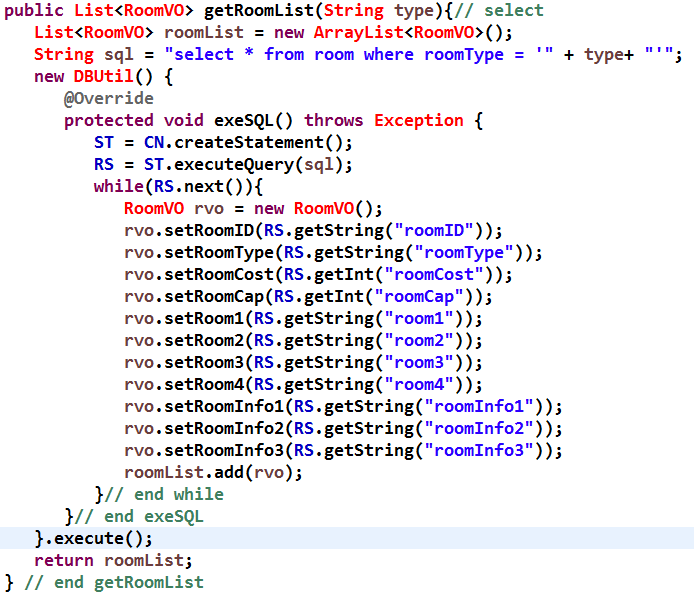 public List<RoomVO> getRoomList(String type){// select
List<RoomVO> roomList = new ArrayList<RoomVO>();
String sql = "select * from room where roomType = '" + type+ "'";
new DBUtil() {
@Override
protected void exeSQL() throws Exception {
ST = CN.createStatement();
RS = ST.executeQuery(sql);
while(RS.next()){
RoomVO rvo = new RoomVO();
rvo.setRoomID(RS.getString("roomID"));
rvo.setRoomType(RS.getString("roomType"));
rvo.setRoomCost(RS.getInt("roomCost"));
rvo.setRoomCap(RS.getInt("roomCap"));
rvo.setRoom1(RS.getString("room1"));
rvo.setRoom2(RS.getString("room2"));
rvo.setRoom3(RS.getString("room3"));
rvo.setRoom4(RS.getString("room4"));
rvo.setRoomInfo1(RS.getString("roomInfo1"));
rvo.setRoomInfo2(RS.getString("roomInfo2"));
rvo.setRoomInfo3(RS.getString("roomInfo3"));
roomList.add(rvo);
}// end while
}// end exeSQL
}.execute();
return roomList;
} // end getRoomList